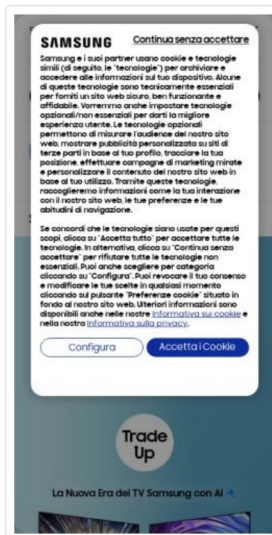 SAMSUNG
Continua senza accettare
Samsung e i suoi partner usano cookie e tecnologie
simili (di seguito, le "tecnologie") per archiviare e
accedere alle informazioni sul tuo dispositivo. Alcune
di queste tecnologie sono tecnicamente essenziali
per fornirti un sito web sicuro, ben funzionante e
affidabile. Vorremmo anche impostare tecnologie
opzionali/non essenziali per darti la migliore
esperienza utente. Le tecnologie opzionali
permettono di misurare l'audience del nostro sito
web, mostrare pubblicità personalizzata su siti di
terze parti in base al tuo profilo, tracciare la tua
posizione, effettuare campagne di marketing mirate
e personalizzare il contenuto del nostro sito web in
base al tuo utilizzo. Tramite queste tecnologie,
raccoglieremo informazioni come la tua interazione
con il nostro sito web, le tue preferenze e le tue
abitudini di navigazione.
Se concordi che le tecnologie siano usate per questi
scopi, clicca su "Accetta tutto" per accettare tutte le
tecnologie. In alternativa, clicca su "Continua senza
accettare" per rifiutare tutte le tecnologie non
essenziali. Puoi anche scegliere per categoria
cliccando su "Configura". Puoi revocare il tuo consenso
e modificare le tue scelte in qualsiasi momento
cliccando sul pulsante "Preferenze cookie" situato in
fondo al nostro sito web. Ulteriori informazioni sono
disponibili anche nelle nostre Informativa sui cookie e
nella nostra Informativa sulla privacy.
Configura
Accetta i Cookie
Trade
Up
La Nuova Era del TV Samsung con AI